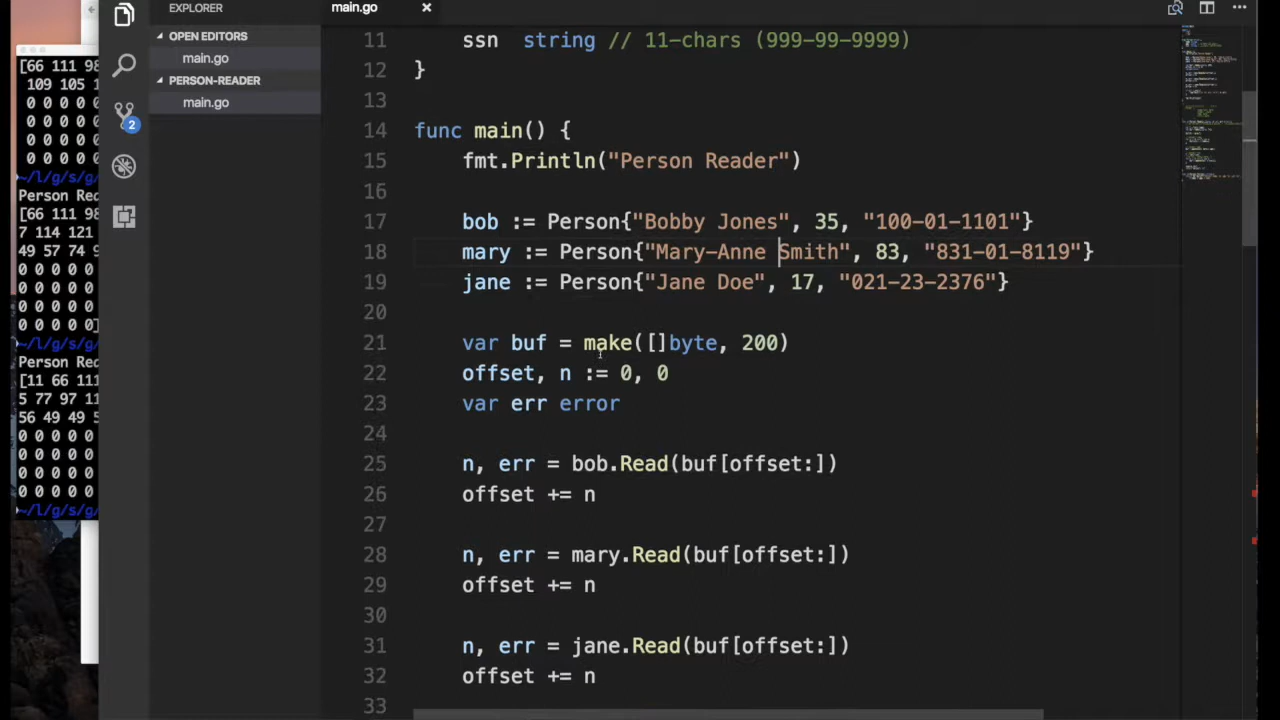 EXPLORER
OPEN EDITORS
main.go
PERSON-READER
main.go
2
main.go
11 ssn string // 11-chars (999-99-9999)
12 }
13
14 func main() {
15 fmt.Println("Person Reader")
16
17 bob := Person{"Bobby Jones", 35, "100-01-1101"}
18 mary := Person{"Mary-Anne Smith", 83, "831-01-8119"}
19 jane := Person{"Jane Doe", 17, "021-23-2376"}
20
21 var buf = make([]byte, 200)
22 offset, n := 0, 0
23 var err error
24
25 n, err = bob.Read(buf[offset:])
26 offset += n
27
28 n, err = mary.Read(buf[offset:])
29 offset += n
30
31 n, err = jane.Read(buf[offset:])
32 offset += n
33
[66 111 98
109 105 1
0 0 0 0 0
0 0 0 0 0
0 0 0 0 0
0 0 0 0 0
~/l/g/s/g/
Person Rea
[66 111 98
7 114 121
49 57 74 9
0 0 0 0 0
0 0 0 0 0
0 0 0 0 0
0 0 0 0 0]
~/l/g/s/g/
Person Rea
[11 66 111
5 77 97 11
56 49 49 5
0 0 0 0 0
0 0 0 0 0
0 0 0 0 0
0 0 0 0 0
~/l/g/s/g/